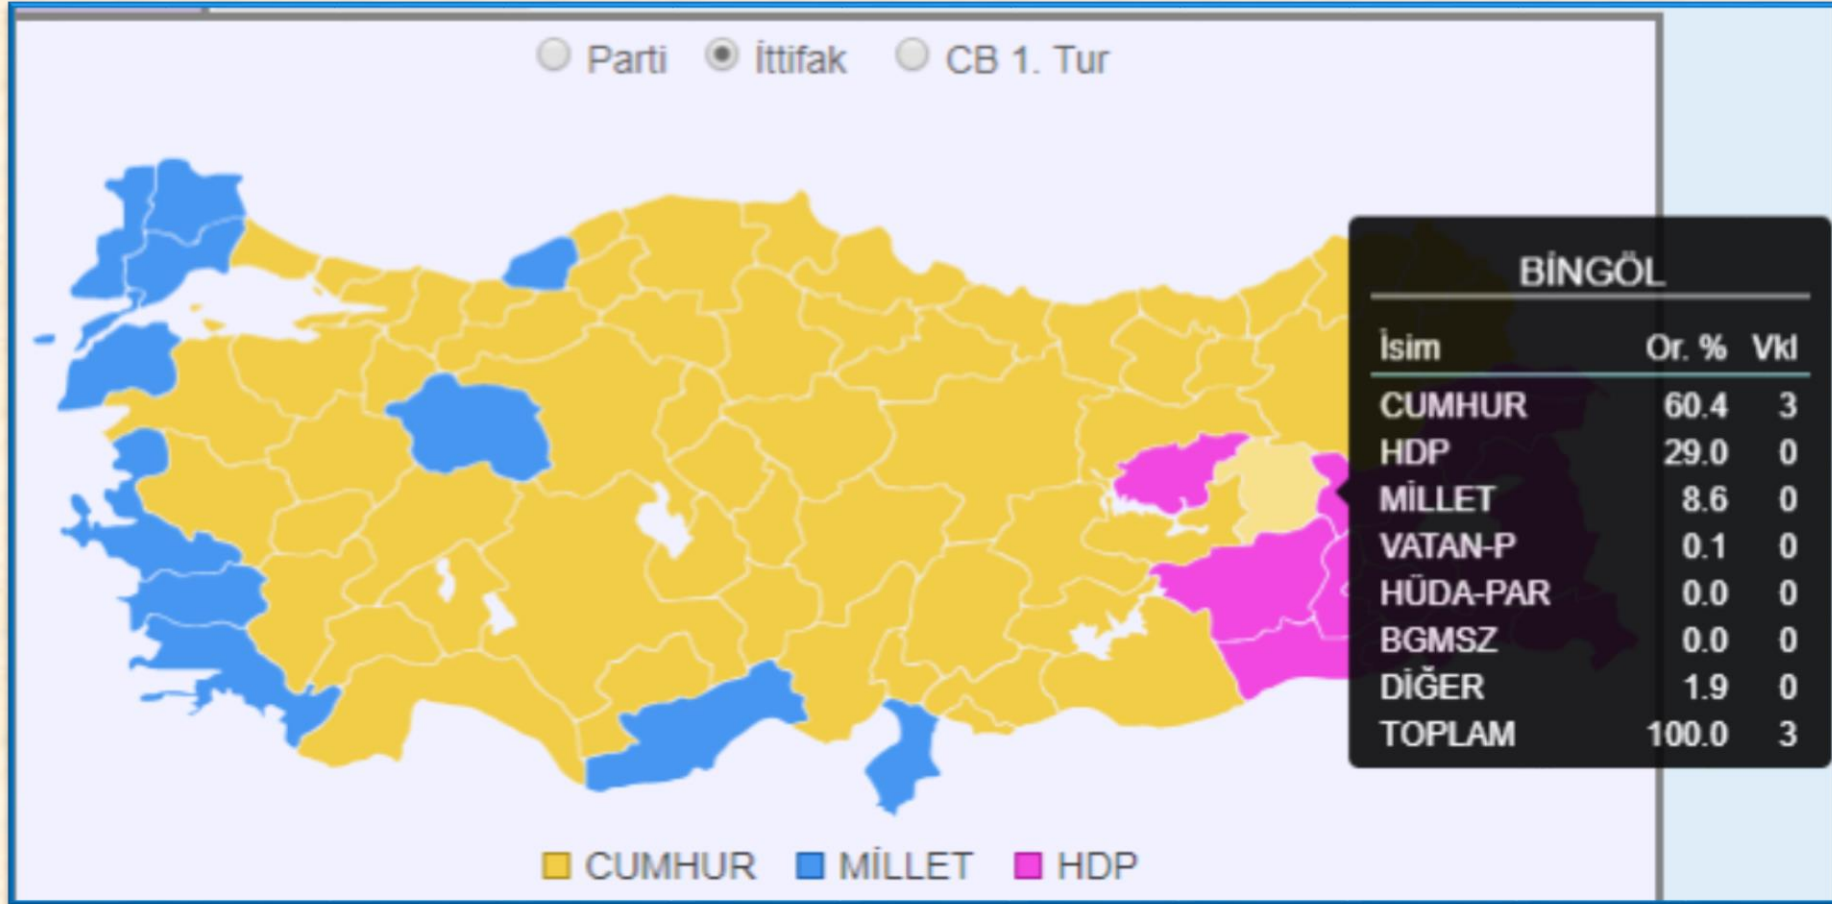 Parti İttifak CB 1. Tur
BİNGÖL
İsim Or. % Vkl
CUMHUR 60.4 3
HDP 29.0 0
MİLLET 8.6 0
VATAN-P 0.1 0
HÜDA-PAR 0.0 0
BGMSZ 0.0 0
DİĞER 1.9 0
TOPLAM 100.0 3
CUMHUR MİLLET HDP